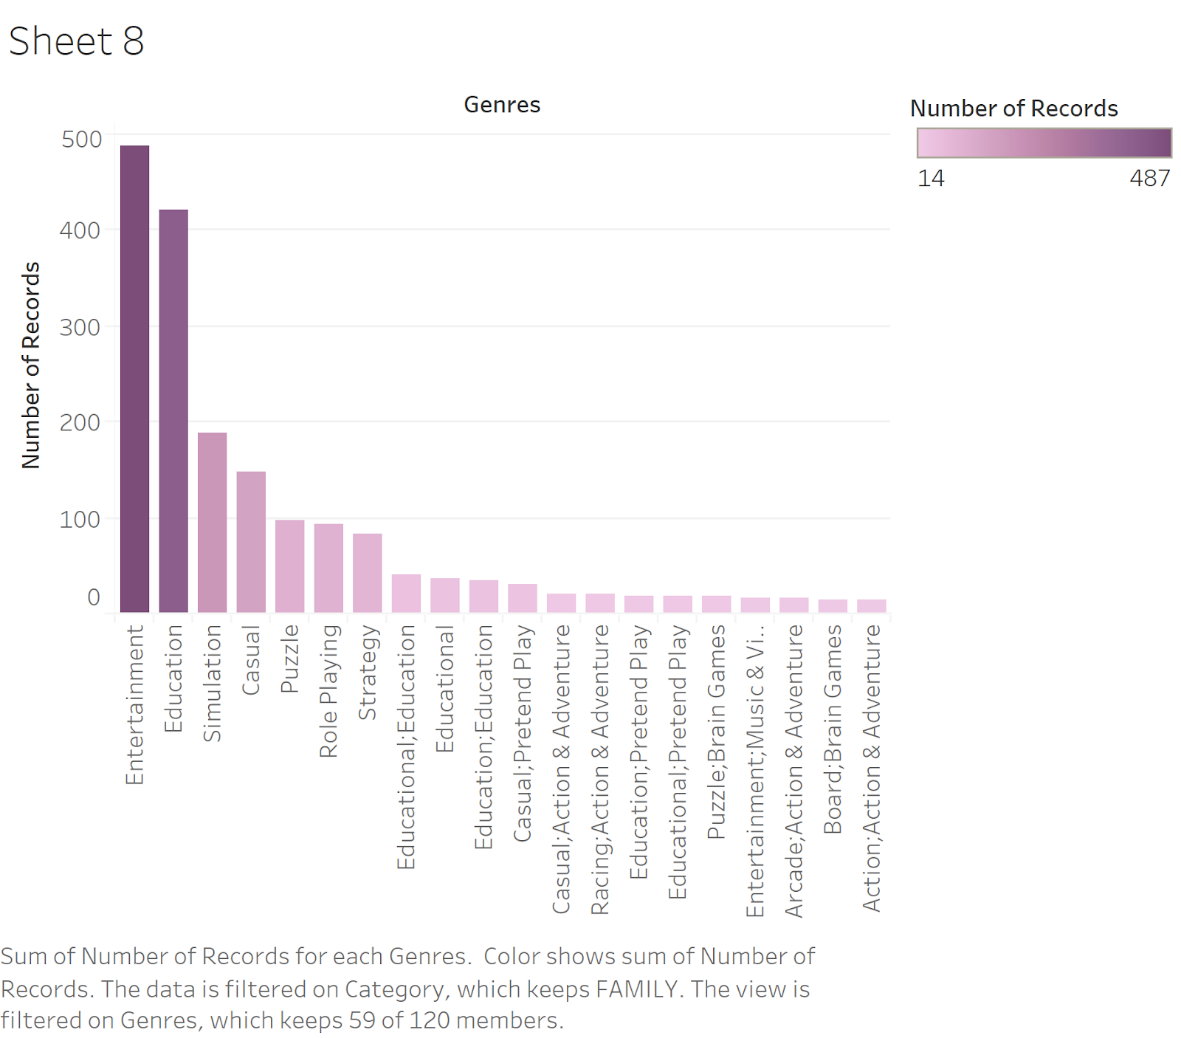 Sheet 8
Genres
Number of Records
14
487
Number of Records
500
400
300
200
100
0
Entertainment
Education
Simulation
Casual
Puzzle
Role Playing
Strategy
Educational;Education
Educational
Education;Education
Casual;Pretend Play
Casual;Action & Adventure
Racing;Action & Adventure
Education;Pretend Play
Educational;Pretend Play
Puzzle;Brain Games
Entertainment;Music & Vi..
Arcade;Action & Adventure
Board;Brain Games
Action;Action & Adventure
Sum of Number of Records for each Genres.  Color shows sum of Number of
Records. The data is filtered on Category, which keeps FAMILY. The view is
filtered on Genres, which keeps 59 of 120 members.